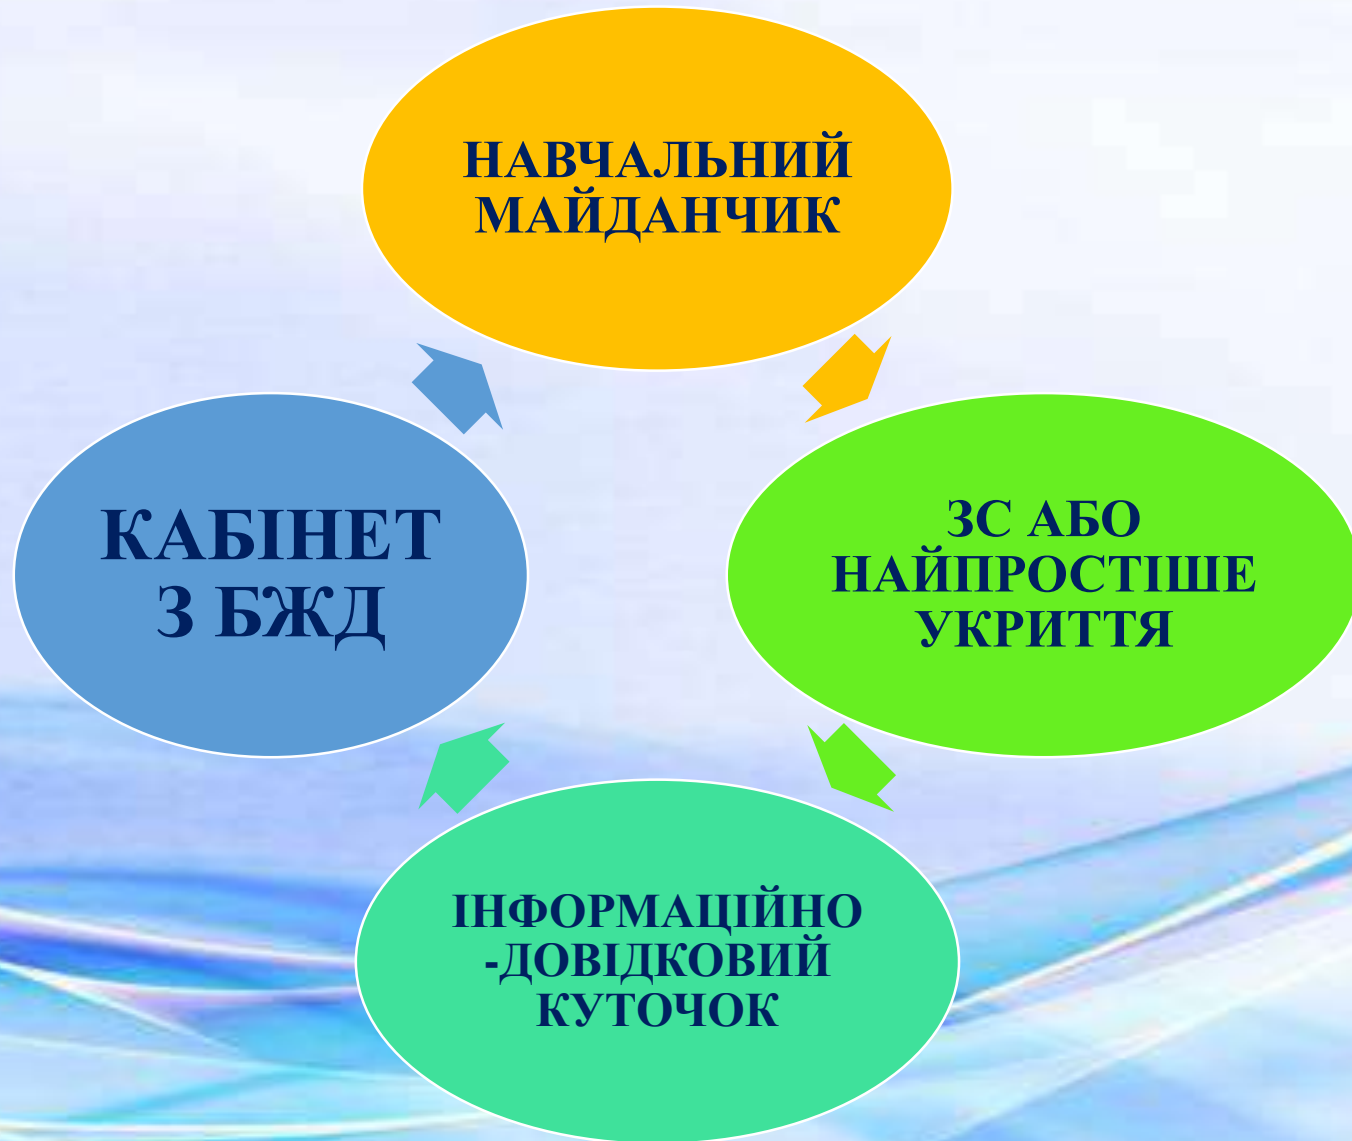 НАВЧАЛЬНИЙ
МАЙДАНЧИК
КАБІНЕТ
З БЖД
ЗС АБО
НАЙПРОСТІШЕ
УКРИТТЯ
ІНФОРМАЦІЙНО
-ДОВІДКОВИЙ
КУТОЧОК